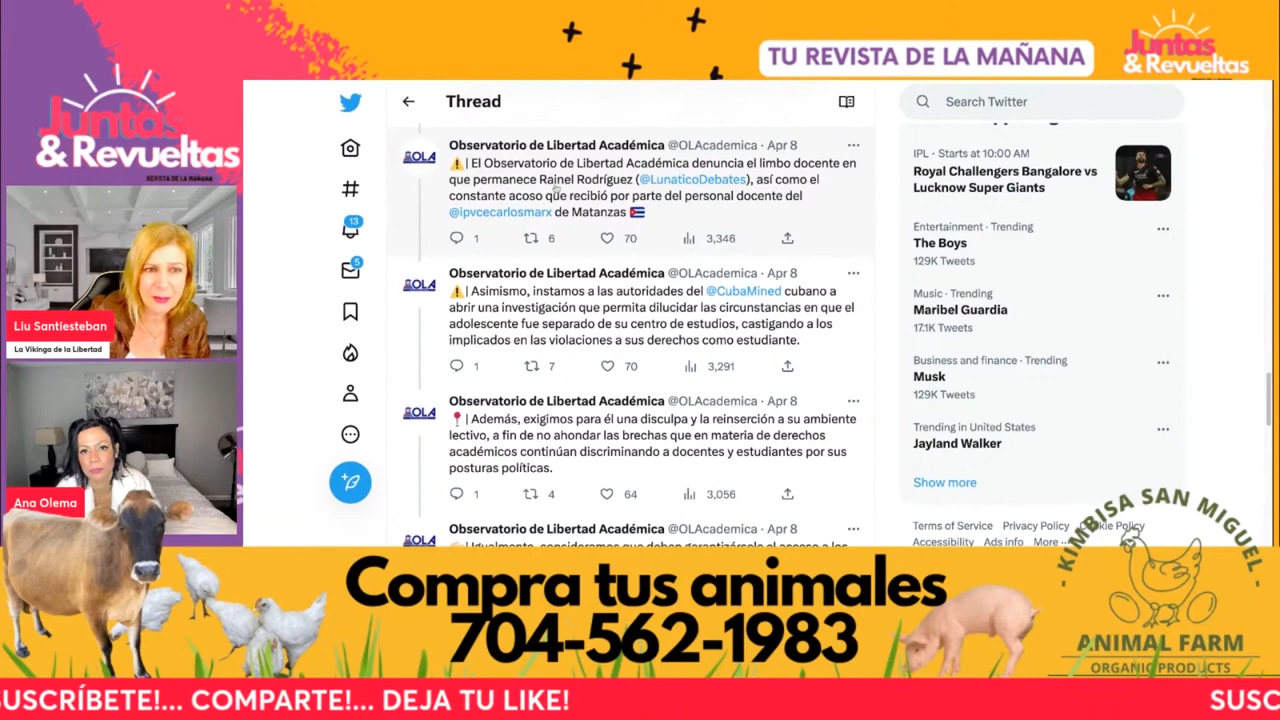 TU REVISTA DE LA MAÑANA
Juntas
& Revueltas
Juntas
& Revueltas
REVISTA DE LA MAÑANA
Liu Santiesteban
La Vikinga de la Libertad
Ana Olema
13
5
Thread
Observatorio de Libertad Académica @OLAcademica · Apr 8
OLA
⚠️| El Observatorio de Libertad Académica denuncia el limbo docente en
que permanece Rainel Rodríguez (@LunaticoDebates), así como el
constante acoso que recibió por parte del personal docente del
@ipvcecarlosmarx de Matanzas 🇨🇺
1 6 70 3,346
Observatorio de Libertad Académica @OLAcademica · Apr 8
OLA
⚠️| Asimismo, instamos a las autoridades del @CubaMined cubano a
abrir una investigación que permita dilucidar las circunstancias en que el
adolescente fue separado de su centro de estudios, castigando a los
implicados en las violaciones a sus derechos como estudiante.
1 7 70 3,291
Observatorio de Libertad Académica @OLAcademica · Apr 8
OLA
📍| Además, exigimos para él una disculpa y la reinserción a su ambiente
lectivo, a fin de no ahondar las brechas que en materia de derechos
académicos continúan discriminando a docentes y estudiantes por sus
posturas políticas.
1 4 64 3,056
Observatorio de Libertad Académica @OLAcademica · Apr 8
OLA
Search Twitter
IPL · Starts at 10:00 AM
Royal Challengers Bangalore vs
Lucknow Super Giants
Entertainment · Trending
The Boys
129K Tweets
Music · Trending
Maribel Guardia
17.1K Tweets
Business and finance · Trending
Musk
129K Tweets
Trending in United States
Jayland Walker
Show more
Terms of Service Privacy Policy Cookie Policy
Accessibility Ads info More
Compra tus animales
704-562-1983
- KIMBISA SAN MIGUEL -
ANIMAL FARM
ORGANIC PRODUCTS
SUSCRÍBETE!... COMPARTE!... DEJA TU LIKE!
SUSC